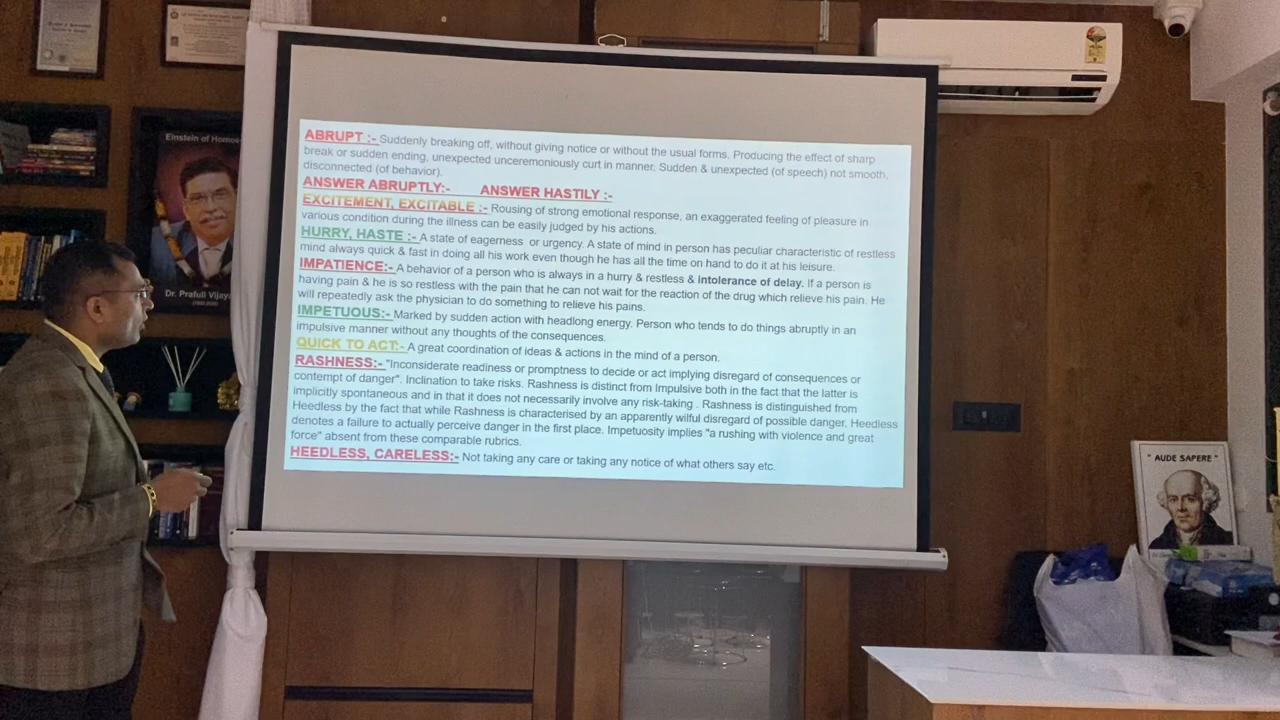 Einstein of Homoe
Dr. Prafull Vijay
ABRUPT :- Suddenly breaking off, without giving notice or without the usual forms. Producing the effect of sharp
break or sudden ending, unexpected unceremoniously curt in manner. Sudden & unexpected (of speech) not smooth,
disconnected (of behavior).
ANSWER ABRUPTLY:- ANSWER HASTILY :-
EXCITEMENT, EXCITABLE :- Rousing of strong emotional response, an exaggerated feeling of pleasure in
various condition during the illness can be easily judged by his actions.
HURRY, HASTE :- A state of eagerness or urgency. A state of mind in person has peculiar characteristic of restless
mind always quick & fast in doing all his work even though he has all the time on hand to do it at his leisure.
IMPATIENCE:- A behavior of a person who is always in a hurry & restless & intolerance of delay. If a person is
having pain & he is so restless with the pain that he can not wait for the reaction of the drug which relieve his pain. He
will repeatedly ask the physician to do something to relieve his pains.
IMPETUOUS:- Marked by sudden action with headlong energy. Person who tends to do things abruptly in an
impulsive manner without any thoughts of the consequences.
QUICK TO ACT:- A great coordination of ideas & actions in the mind of a person.
RASHNESS:- "Inconsiderate readiness or promptness to decide or act implying disregard of consequences or
contempt of danger". Inclination to take risks. Rashness is distinct from Impulsive both in the fact that the latter is
implicitly spontaneous and in that it does not necessarily involve any risk-taking . Rashness is distinguished from
Heedless by the fact that while Rashness is characterised by an apparently wilful disregard of possible danger, Heedless
denotes a failure to actually perceive danger in the first place. Impetuosity implies "a rushing with violence and great
force" absent from these comparable rubrics.
HEEDLESS, CARELESS:- Not taking any care or taking any notice of what others say etc.
" AUDE SAPERE "